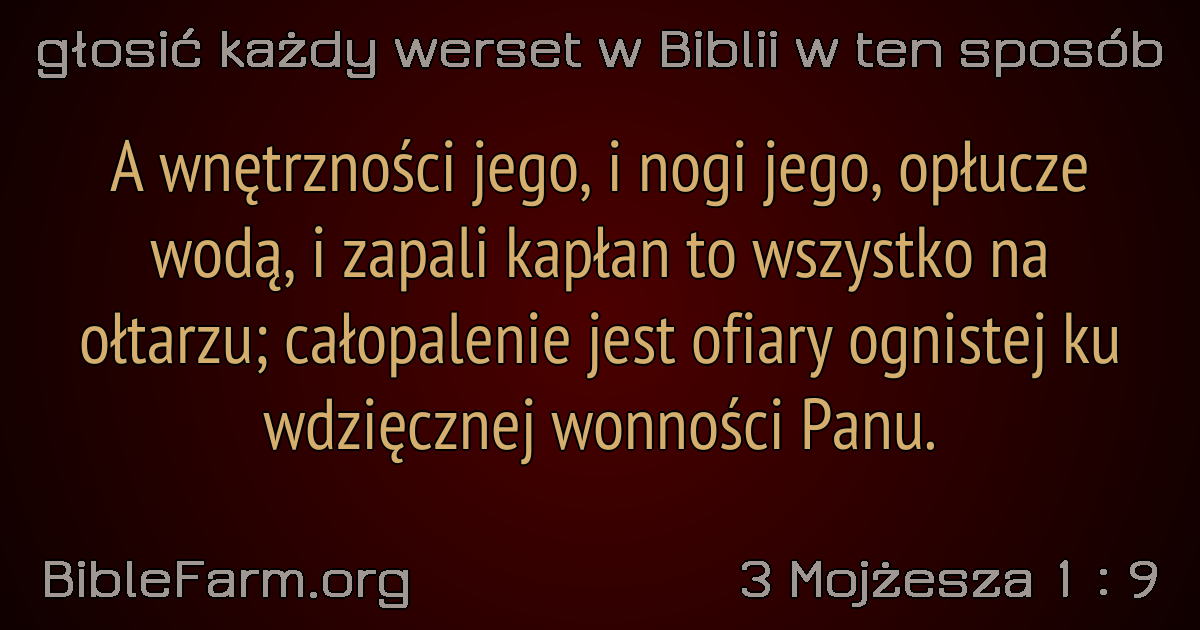 głosić każdy werset w Biblii w ten sposób
A wnętrzności jego, i nogi jego, opłucze
wodą, i zapali kapłan to wszystko na
ołtarzu; całopalenie jest ofiary ognistej ku
wdzięcznej wonności Panu.
BibleFarm.org
3 Mojżesza 1 : 9